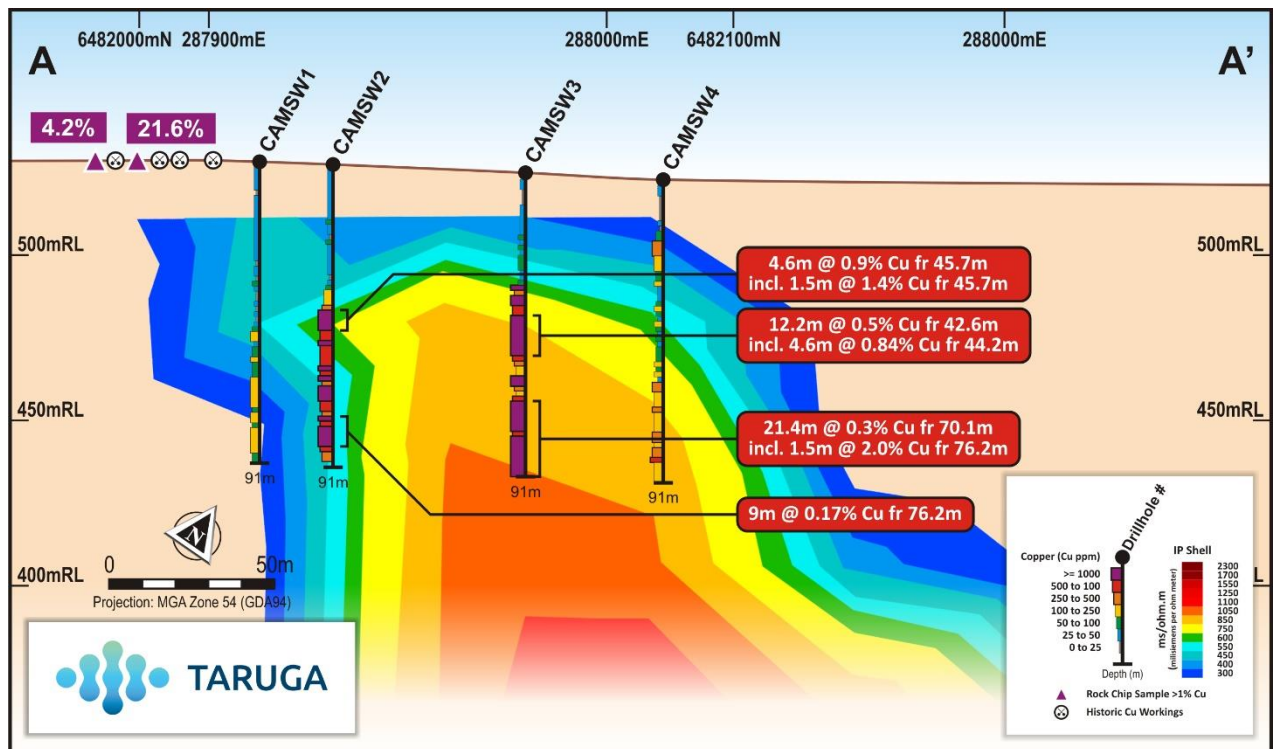 6482000mN 287900mE 288000mE 6482100mN 288000mE
A A'
CAMSW1 CAMSW2 CAMSW3 CAMSW4
4.2% 21.6%
500mRL 500mRL
4.6m @ 0.9% Cu fr 45.7m
incl. 1.5m @ 1.4% Cu fr 45.7m
12.2m @ 0.5% Cu fr 42.6m
incl. 4.6m @ 0.84% Cu fr 44.2m
450mRL 450mRL
21.4m @ 0.3% Cu fr 70.1m
incl. 1.5m @ 2.0% Cu fr 76.2m
91m 91m 91m 91m
9m @ 0.17% Cu fr 76.2m
N
0 50m
400mRL
Projection: MGA Zone 54 (GDA94)
TARUGA
Drillhole #
Copper (Cu ppm)
>= 1000
500 to 100
250 to 500
100 to 250
50 to 100
25 to 50
0 to 25
Depth (m)
IP Shell
ms/ohm.m
(milisiemens per ohm meter)
2300
1700
1550
1250
1100
1050
850
750
600
550
450
400
300
Rock Chip Sample >1% Cu
Historic Cu Workings